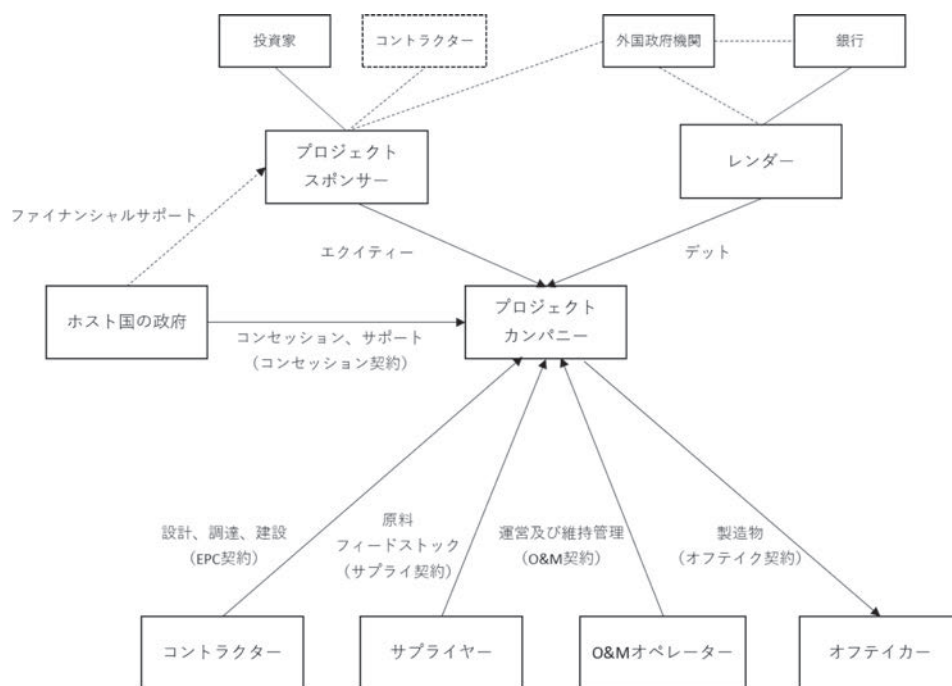 投資家
コントラクター
外国政府機関
銀行
プロジェクト
スポンサー
レンダー
ファイナンシャルサポート
エクイティー
デット
ホスト国の政府
プロジェクト
カンパニー
コンセッション、サポート
（コンセッション契約）
設計、調達、建設
（EPC契約）
原料
フィードストック
（サプライ契約）
運営及び維持管理
（O&M契約）
製造物
（オフテイク契約）
コントラクター
サプライヤー
O&Mオペレーター
オフテイカー